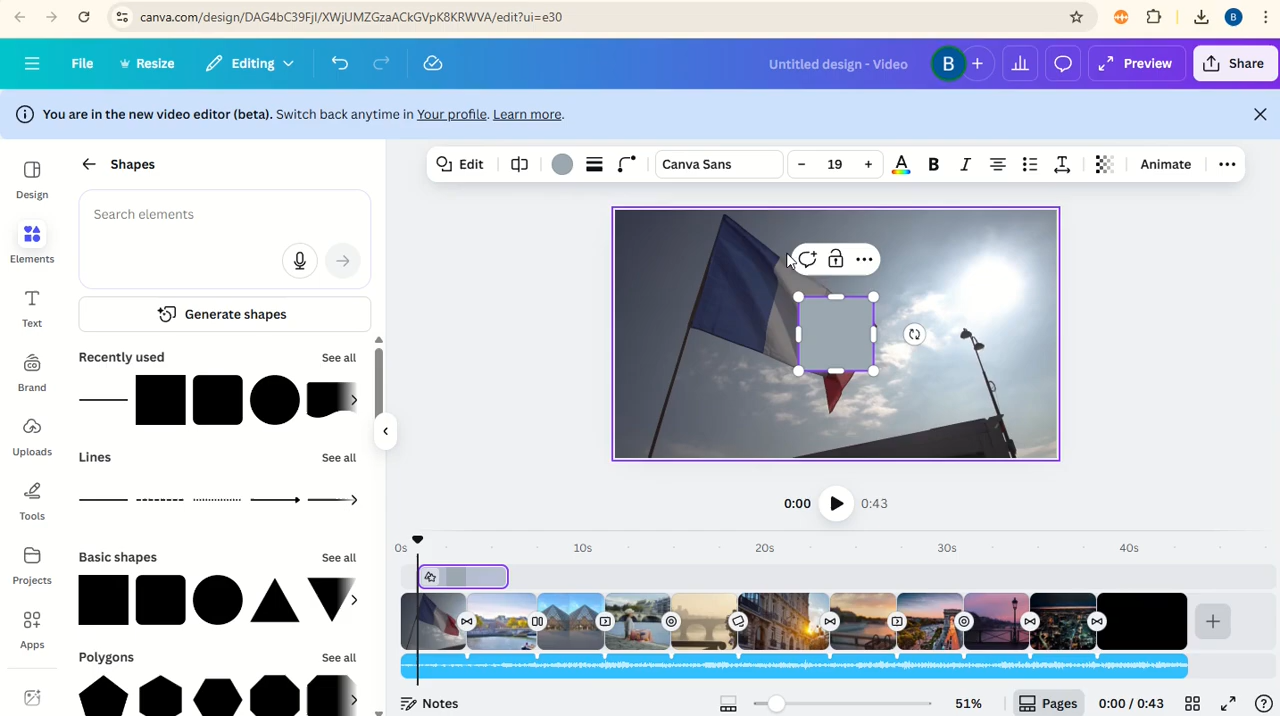 canva.com/design/DAG4bC39FjI/XWjUMZGzaACkGVpK8KRWVA/edit?ui=e30
B
File
Resize
Editing
Untitled design - Video
B
Preview
Share
You are in the new video editor (beta). Switch back anytime in Your profile. Learn more.
Design
Elements
Text
Brand
Uploads
Tools
Projects
Apps
Shapes
Search elements
Generate shapes
Recently used
See all
Lines
See all
Basic shapes
See all
Polygons
See all
Edit
Canva Sans
– 19 +
A
B
I
T
Animate
0:00
0:43
0s
10s
20s
30s
40s
Notes
51%
Pages
0:00 / 0:43